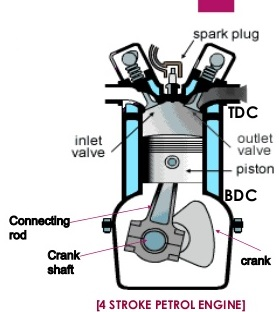 spark plug
TDC
inlet
valve
outlet
valve
piston
BDC
Connecting
rod
Crank
shaft
crank
[4 STROKE PETROL ENGINE]